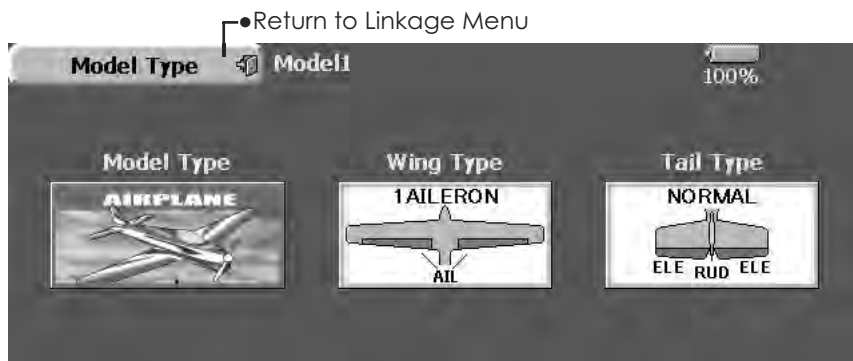 ●Return to Linkage Menu
Model Type Model1
100%
Model Type Wing Type Tail Type
AIRPLANE 1AILERON NORMAL
AIL ELE RUD ELE